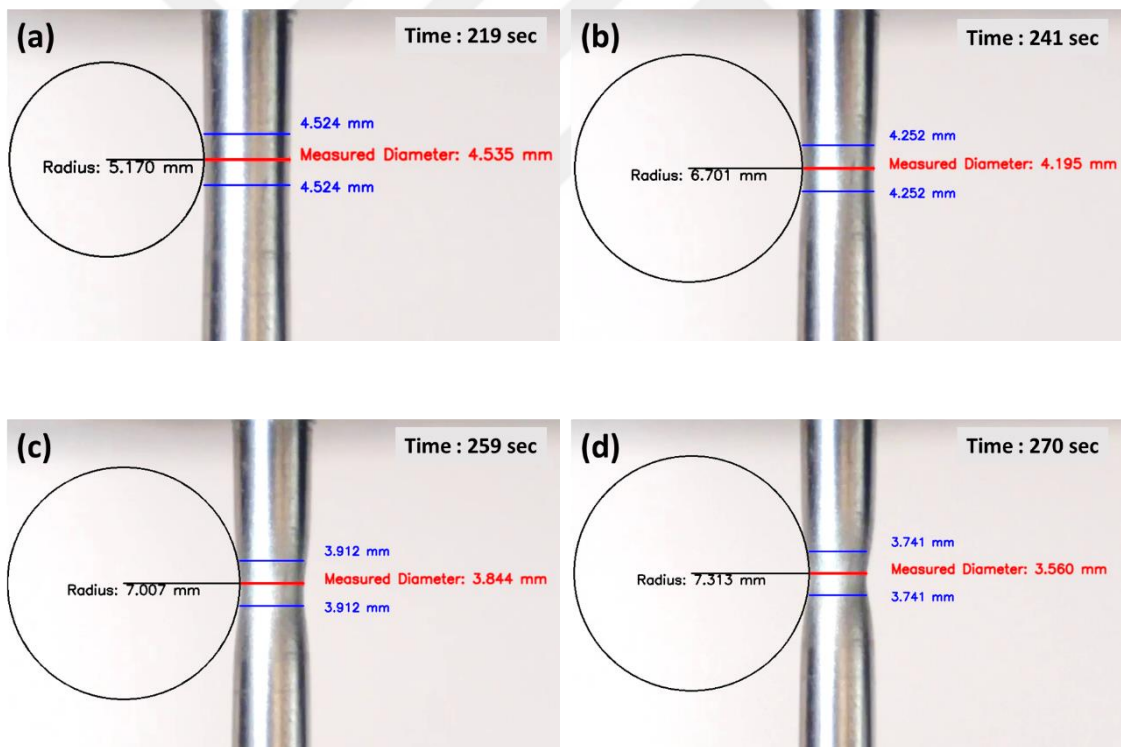 (a)
Time : 219 sec
4.524 mm
Measured Diameter: 4.535 mm
Radius: 5.170 mm
4.524 mm
(b)
Time : 241 sec
4.252 mm
Measured Diameter: 4.195 mm
Radius: 6.701 mm
4.252 mm
(c)
Time : 259 sec
3.912 mm
Measured Diameter: 3.844 mm
Radius: 7.007 mm
3.912 mm
(d)
Time : 270 sec
3.741 mm
Measured Diameter: 3.560 mm
Radius: 7.313 mm
3.741 mm